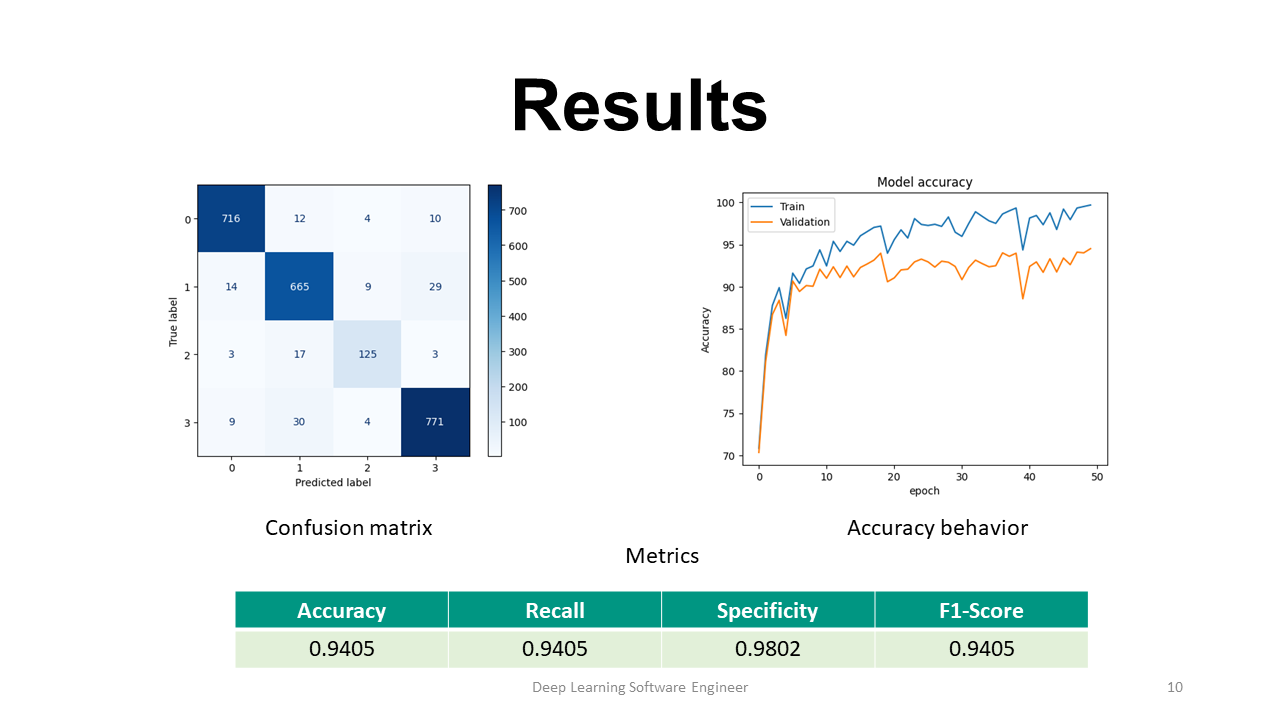 Results
0 716 12 4 10
1 14 665 9 29
2 3 17 125 3
3 9 30 4 771
0 1 2 3
True label
Predicted label
700
600
500
400
300
200
100
Confusion matrix
Model accuracy
Train
Validation
100
95
90
85
80
75
70
Accuracy
0 10 20 30 40 50
epoch
Accuracy behavior
Metrics
Accuracy Recall Specificity F1-Score
0.9405 0.9405 0.9802 0.9405
Deep Learning Software Engineer 10